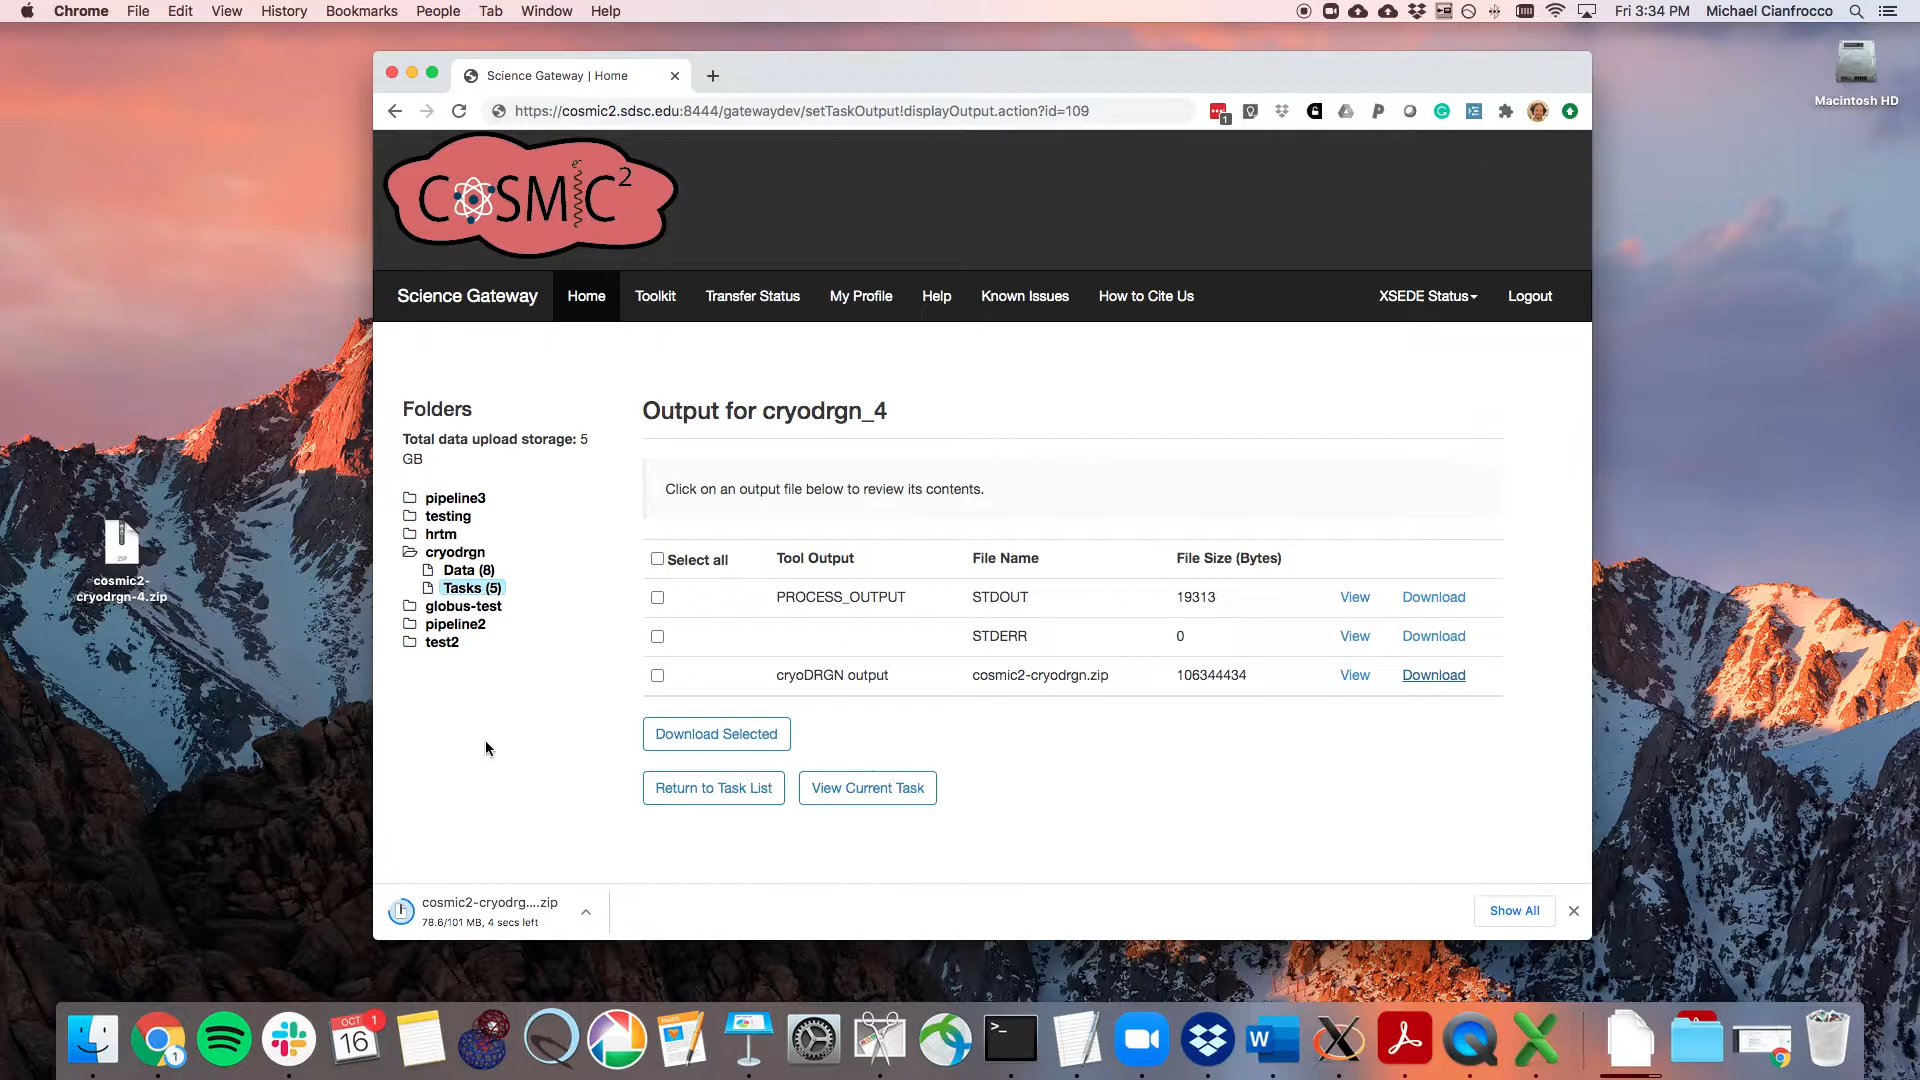 Chrome File Edit View History Bookmarks People Tab Window Help
Fri 3:34 PM Michael Cianfrocco
Macintosh HD
Science Gateway | Home
https://cosmic2.sdsc.edu:8444/gatewaydev/setTaskOutput!displayOutput.action?id=109
1
COSMIC2
e-
Science Gateway Home Toolkit Transfer Status My Profile Help Known Issues How to Cite Us XSEDE Status Logout
Folders
Total data upload storage: 5
GB
pipeline3
testing
hrtm
cryodrgn
Data (8)
Tasks (5)
globus-test
pipeline2
test2
Output for cryodrgn_4
Click on an output file below to review its contents.
Select all Tool Output File Name File Size (Bytes)
PROCESS_OUTPUT STDOUT 19313 View Download
STDERR 0 View Download
cryoDRGN output cosmic2-cryodrgn.zip 106344434 View Download
Download Selected
Return to Task List View Current Task
ZIP
cosmic2-
cryodrgn-4.zip
cosmic2-cryodrg....zip
78.6/101 MB, 4 secs left
Show All
1
OCT 1
16
PAGES
>_
W